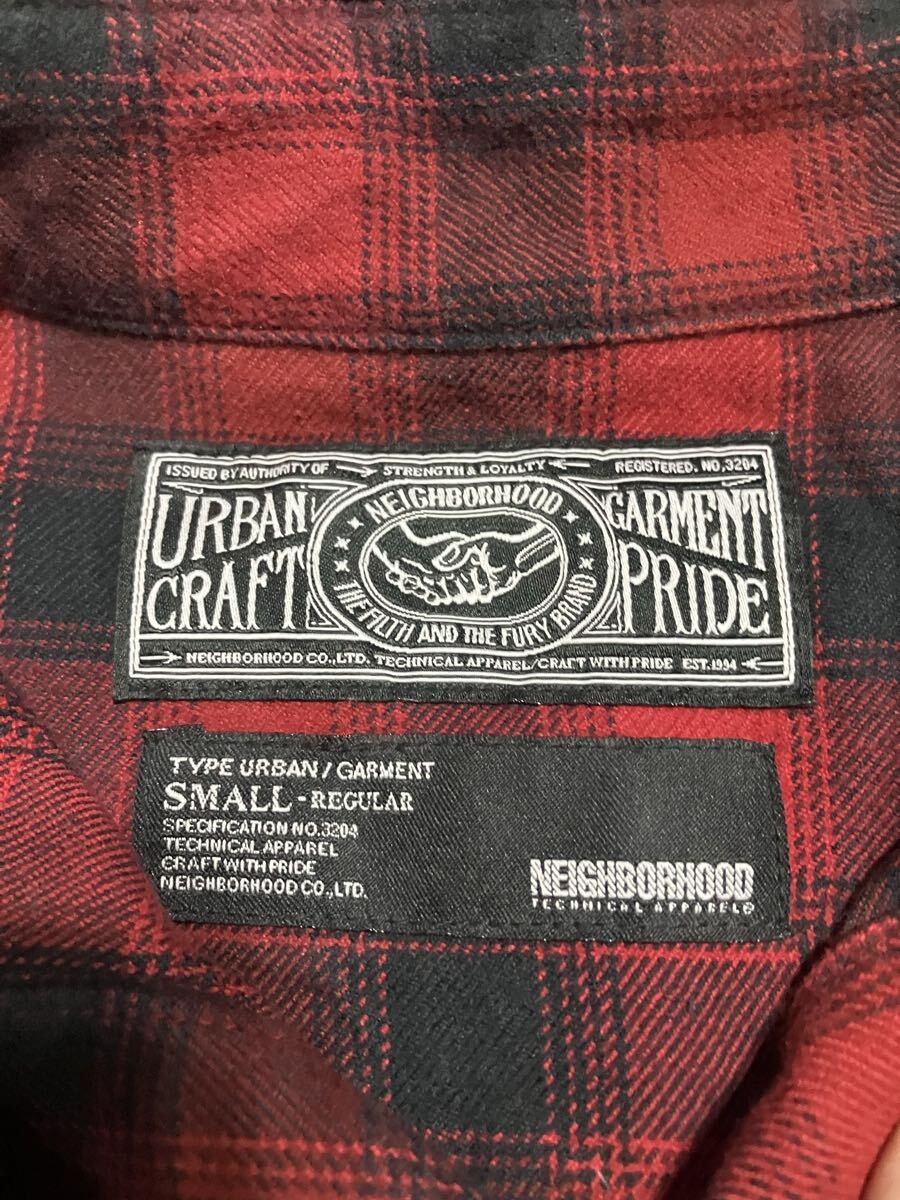 ISSUED BY AUTHORITY OF STRENGTH & LOYALTY REGISTERED. NO,3204
URBAN GARMENT
CRAFT PRIDE
NEIGHBORHOOD
THE FILTH AND THE FURY BRAND
NEIGHBORHOOD CO.,LTD. TECHNICAL APPAREL/CRAFT WITH PRIDE EST.1994
TYPE URBAN / GARMENT
SMALL - REGULAR
SPECIFICATION NO.3204
TECHNICAL APPAREL
CRAFT WITH PRIDE
NEIGHBORHOOD CO.,LTD.
NEIGHBORHOOD
TECHNICAL APPAREL®